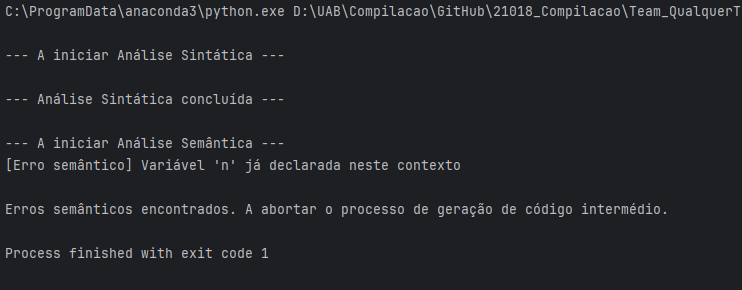 C:\ProgramData\anaconda3\python.exe D:\UAB\Compilacao\GitHub\21018_Compilacao\Team_QualquerT
--- A iniciar Análise Sintática ---
--- Análise Sintática concluída ---
--- A iniciar Análise Semântica ---
[Erro semântico] Variável 'n' já declarada neste contexto
Erros semânticos encontrados. A abortar o processo de geração de código intermédio.
Process finished with exit code 1